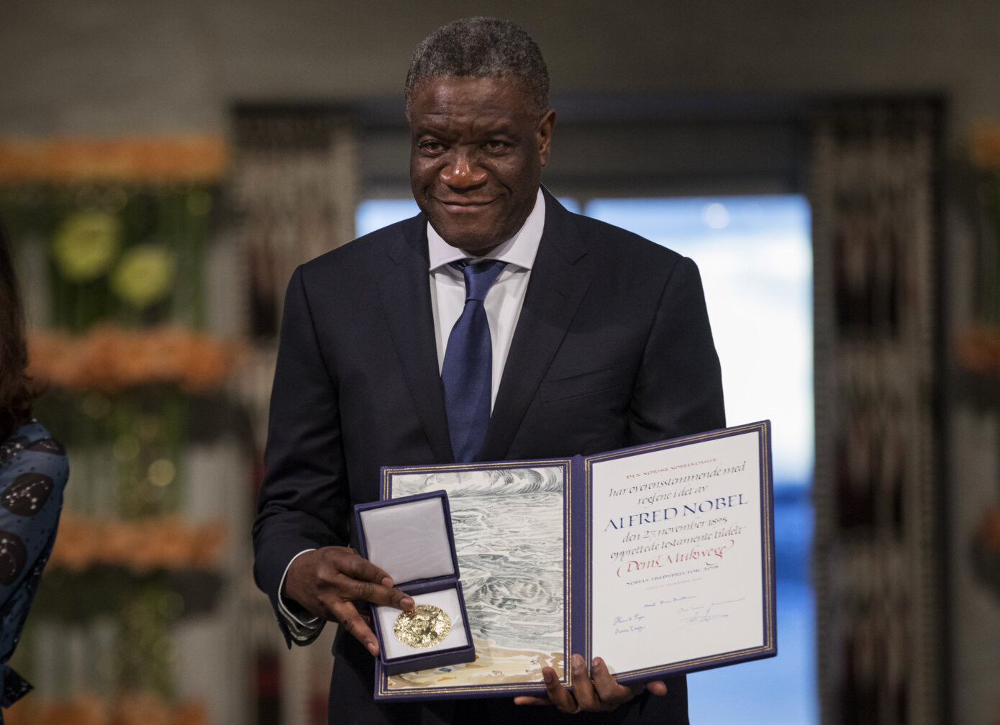 DEN NORSKE NOBELKOMITE
har overensstemmende med
reglene i det av
ALFRED NOBEL
den 27. november 1895
opprettede testamente tildelt
Denis Mukwege
NOBELS FREDSPRIS FOR 2018